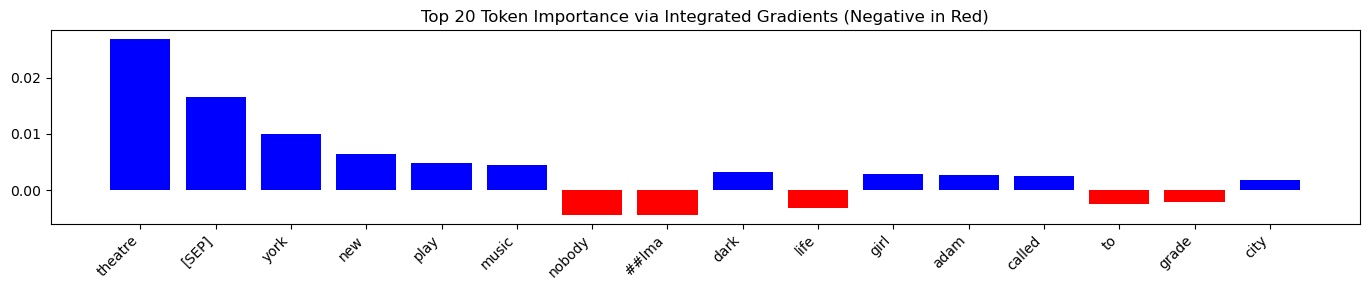 Top 20 Token Importance via Integrated Gradients (Negative in Red)
0.02
0.01
0.00
theatre
[SEP]
york
new
play
music
nobody
##lma
dark
life
girl
adam
called
to
grade
city